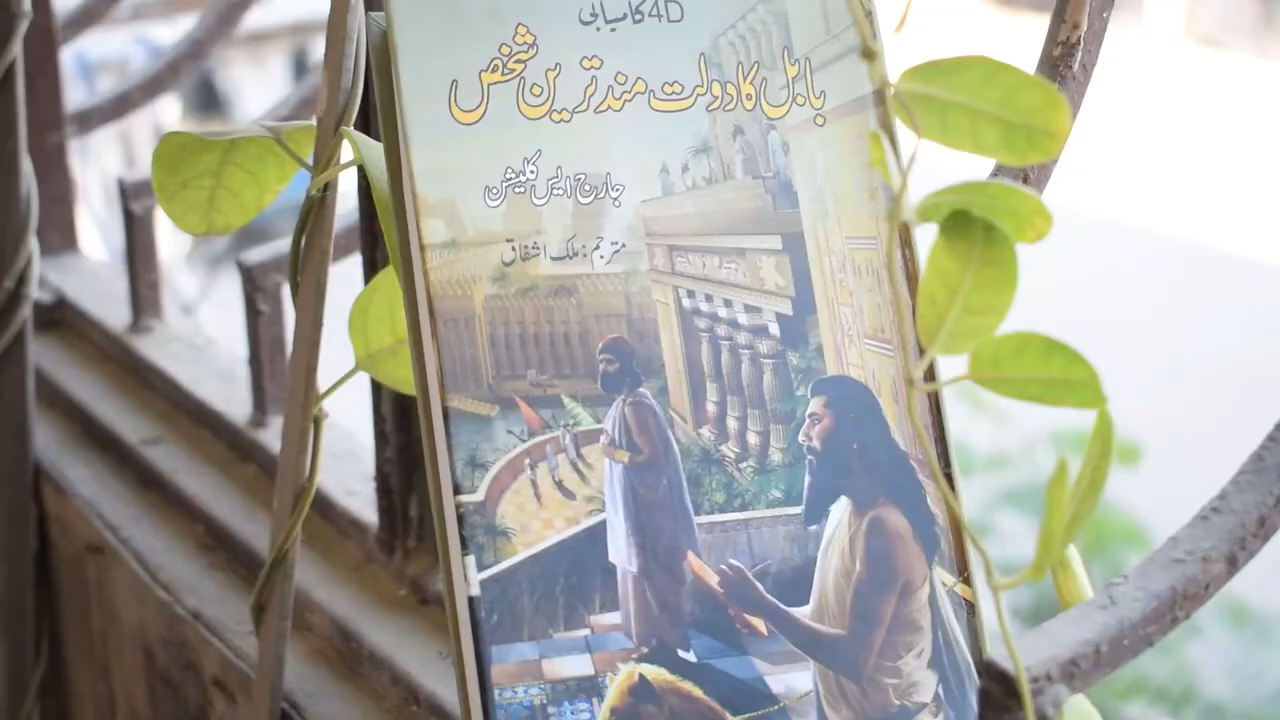 4D کامیابی
بابل کا دولت مند ترین شخص
جارج ایس کلیشن
مترجم: ملک اشفاق